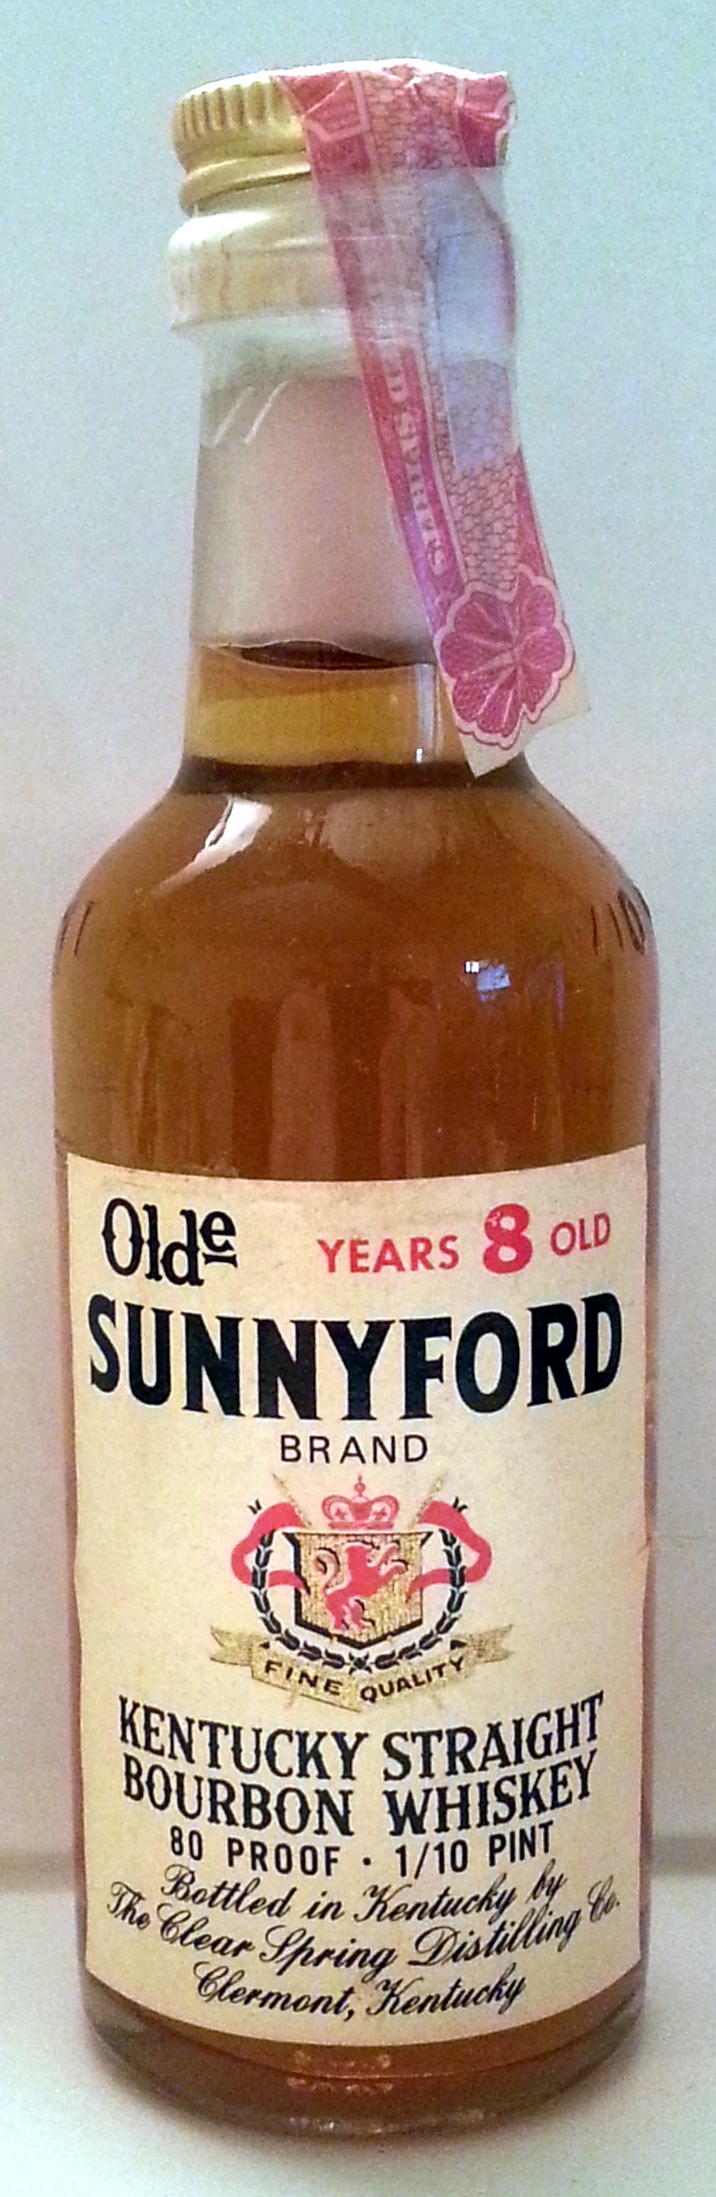 Olde
YEARS 8 OLD
SUNNYFORD
BRAND
FINE QUALITY
KENTUCKY STRAIGHT
BOURBON WHISKEY
80 PROOF · 1/10 PINT
Bottled in Kentucky by
The Clear Spring Distilling Co.
Clermont, Kentucky